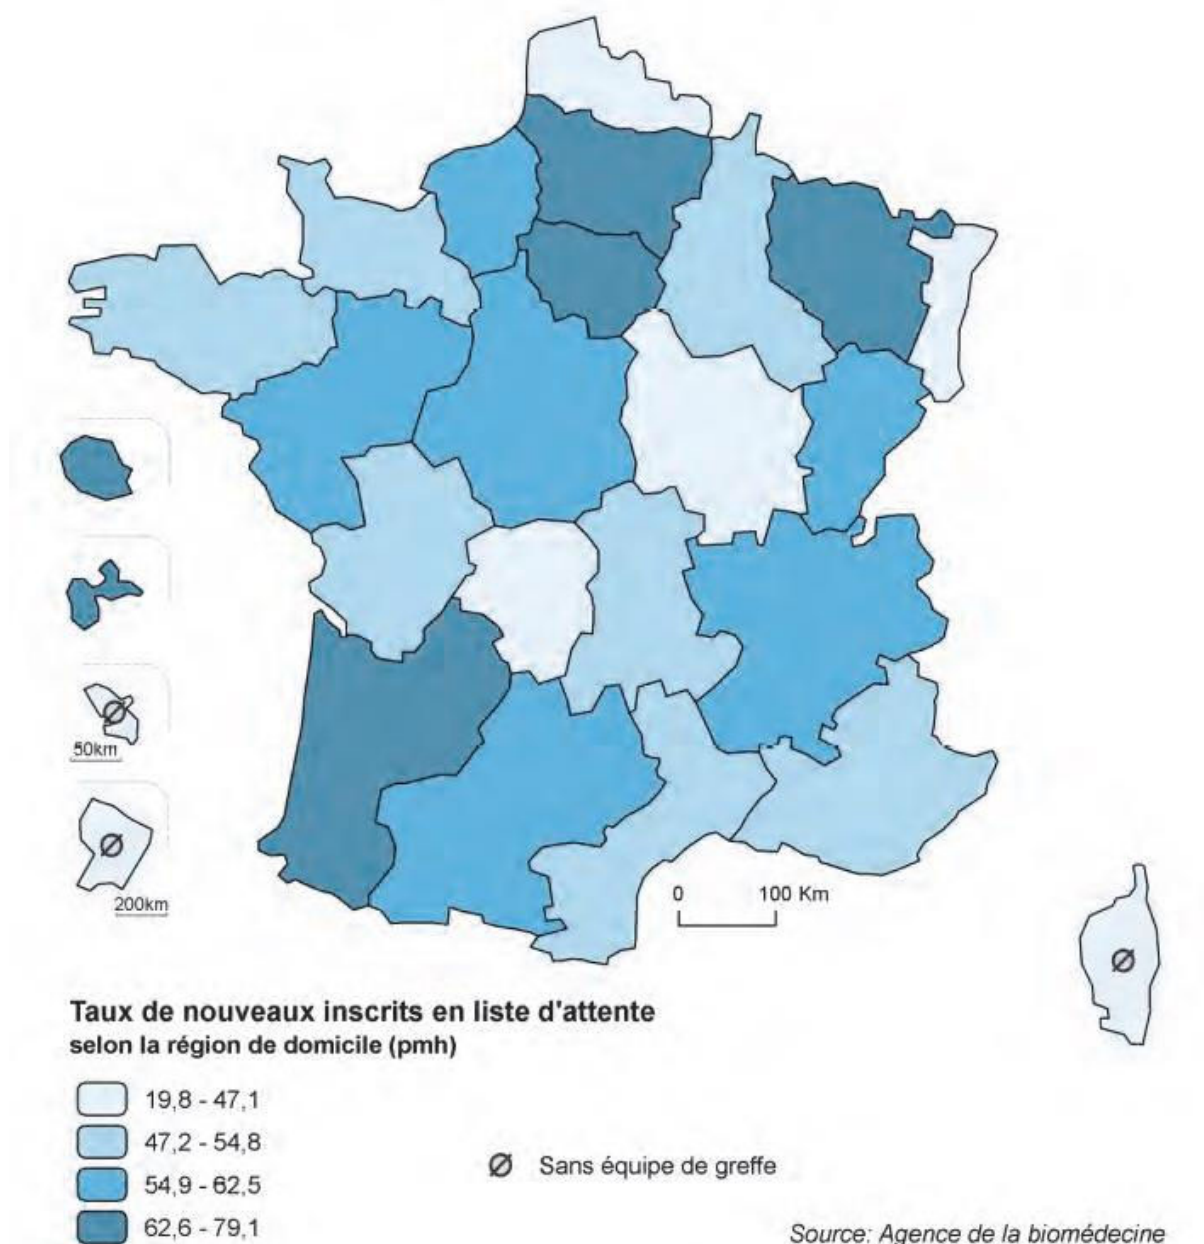 50km
200km
0 100 Km
Taux de nouveaux inscrits en liste d'attente
selon la région de domicile (pmh)
19,8 - 47,1
47,2 - 54,8
54,9 - 62,5
62,6 - 79,1
Sans équipe de greffe
Source: Agence de la biomédecine